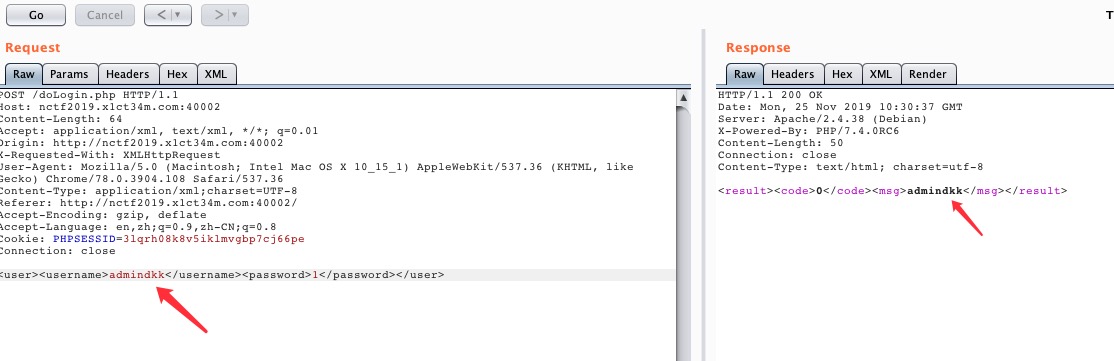 Go
Cancel
<
>
T
Request
Raw
Params
Headers
Hex
XML
POST /doLogin.php HTTP/1.1
Host: nctf2019.x1ct34m.com:40002
Content-Length: 64
Accept: application/xml, text/xml, */*; q=0.01
Origin: http://nctf2019.x1ct34m.com:40002
X-Requested-With: XMLHttpRequest
User-Agent: Mozilla/5.0 (Macintosh; Intel Mac OS X 10_15_1) AppleWebKit/537.36 (KHTML, like
Gecko) Chrome/78.0.3904.108 Safari/537.36
Content-Type: application/xml;charset=UTF-8
Referer: http://nctf2019.x1ct34m.com:40002/
Accept-Encoding: gzip, deflate
Accept-Language: en,zh;q=0.9,zh-CN;q=0.8
Cookie: PHPSESSID=3lqrh08k8v5iklmvgbp7cj66pe
Connection: close
<user><username>admindkk</username><password>1</password></user>
Response
Raw
Headers
Hex
XML
Render
HTTP/1.1 200 OK
Date: Mon, 25 Nov 2019 10:30:37 GMT
Server: Apache/2.4.38 (Debian)
X-Powered-By: PHP/7.4.0RC6
Content-Length: 50
Connection: close
Content-Type: text/html; charset=utf-8
<result><code>0</code><msg>admindkk</msg></result>